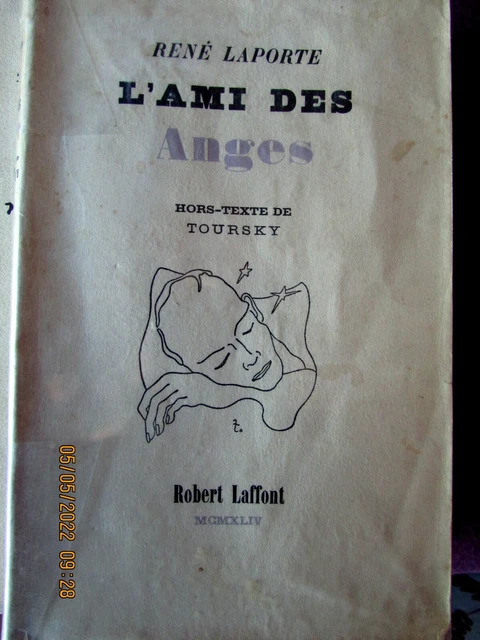 RENÉ LAPORTE
L'AMI DES
Anges
HORS-TEXTE DE
TOURSKY
Robert Laffont
MCMXLIV
05/05/2022 09:28